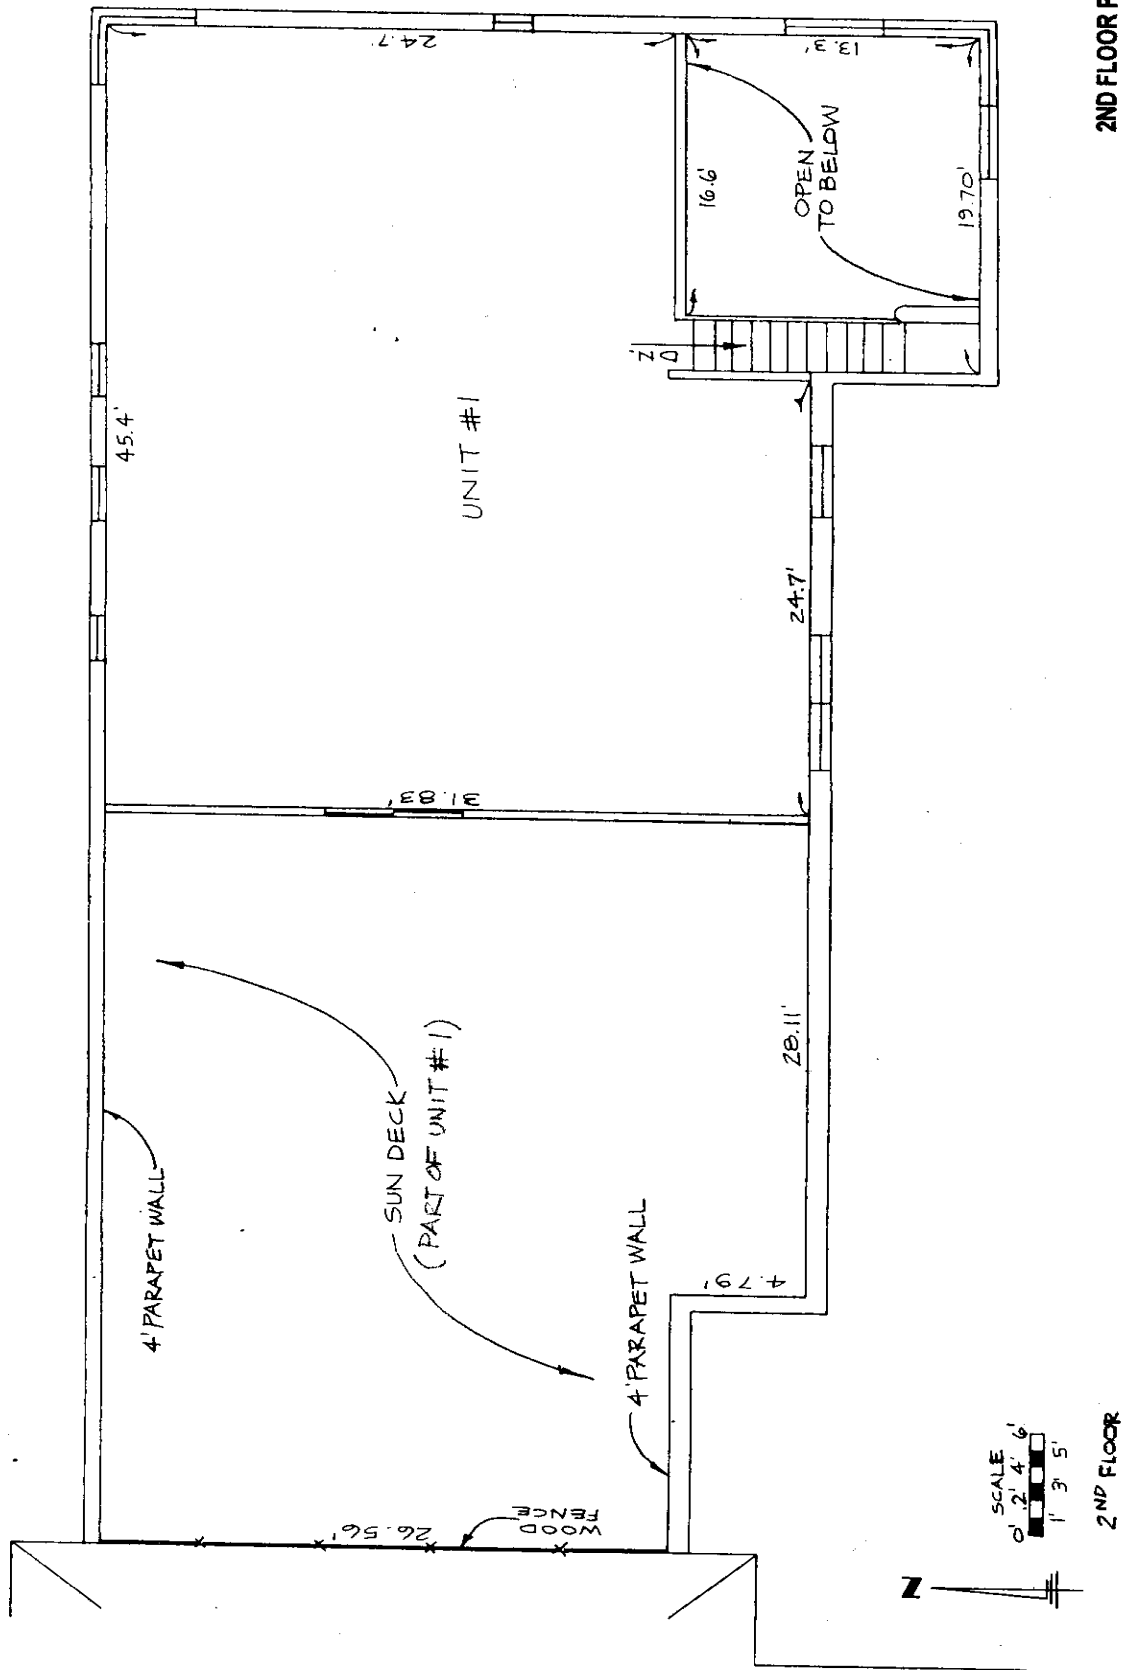 24.7'
13.3'
16.6'
OPEN
TO BELOW
19.70'
DN.
45.4'
UNIT #1
24.7'
31.83'
28.11'
4' PARAPET WALL
SUN DECK
(PART OF UNIT #1)
4.79'
4' PARAPET WALL
26.56'
WOOD
FENCE
SCALE
0' 2' 4' 6'
1' 3' 5'
2ND FLOOR
N
2ND FLOOR